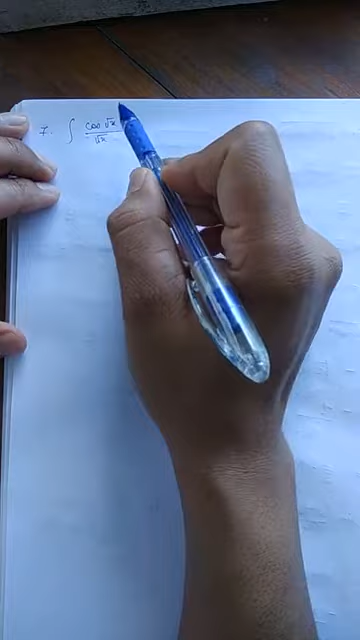 7. ∫ cos √x / √x